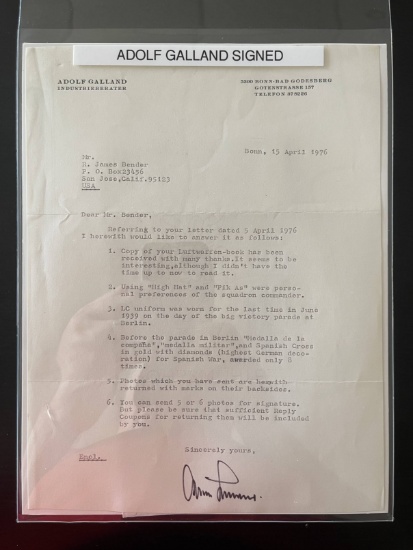 ADOLF GALLAND SIGNED
ADOLF GALLAND
INDUSTRIEBERATER
5300 BONN-BAD GODESBERG
GOTENSTRASSE 157
TELEFON
Bonn, 15 April 1976
Mr.
R. James Bender
P. O. Box23456
San Jose,Calif.95123
USA
Dear Mr. Bender,
Referring to your letter dated 5 April 1976
I herewith would like to answer it as follows:
1. Copy of your Luftwaffen-book has been
received with many thanks.It seems to be
interesting,although I didn't have the
time up to now to read it.
2. Using "High Hat" and "Pik As" were perso-
nal preferences of the squadron commander.
3. LC uniform was worn for the last time in June
1939 on the day of the big victory parade at
Berlin.
4. Before the parade in Berlin "Medalla de la
campaña","medalla militar",and Spanish Cross
in gold with diamonds (highest German deco-
ration) for Spanish War, awarded only 8
times.
5. Photos which you have sent are herewith
returned with marks on their backsides.
6. You can send 5 or 6 photos for signature.
But please be sure that sufficient Reply
Coupons for returning them will be included
by you.
Sincerely yours,
Encl.